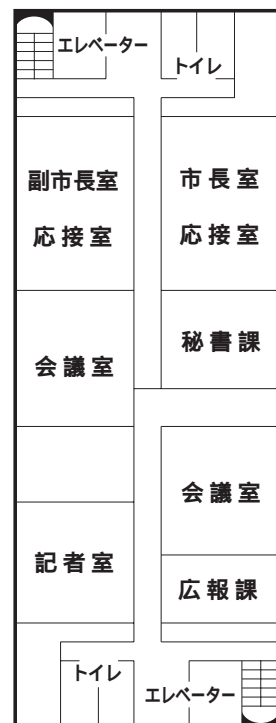 エレベーター
トイレ
副市長室
応接室
市長室
応接室
秘書課
会議室
会議室
記者室
広報課
トイレ
エレベーター